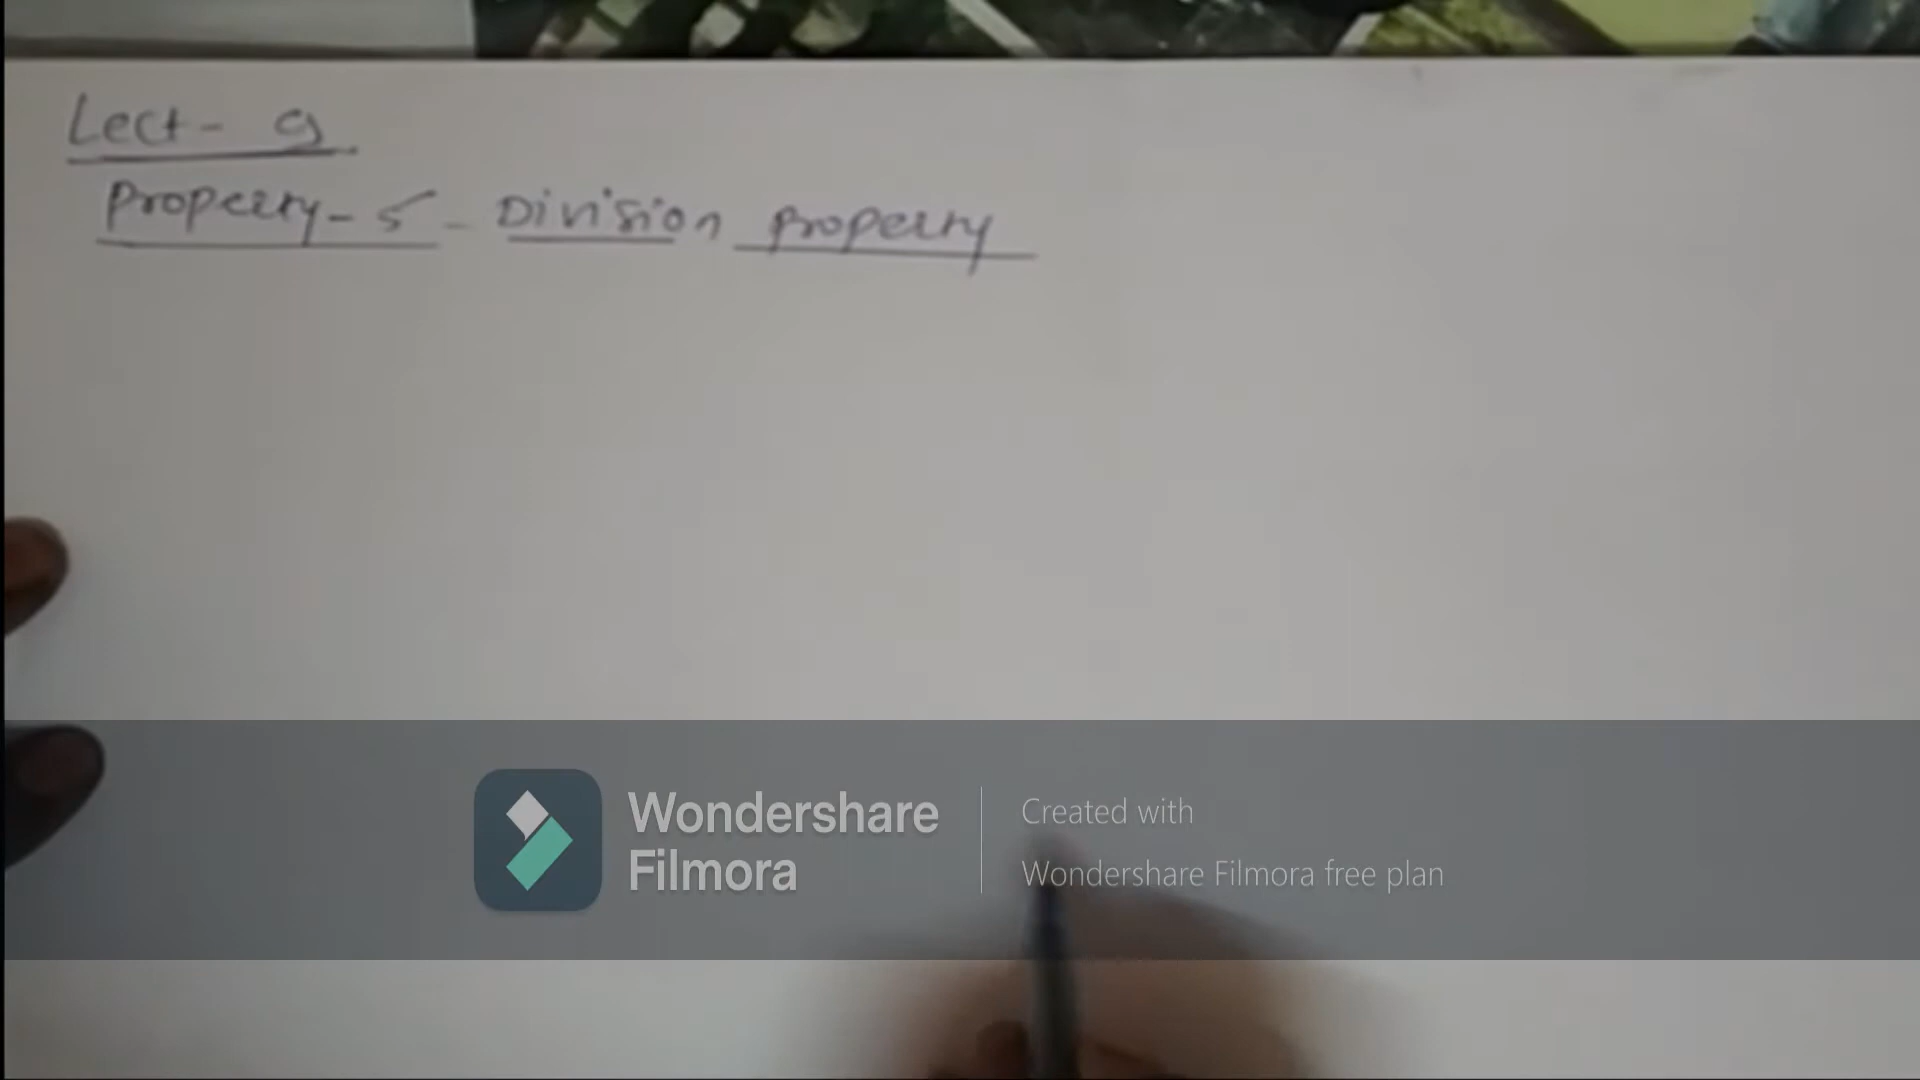 Lect - 9
Property - 5 - Division property
Wondershare
Filmora
Created with
Wondershare Filmora free plan